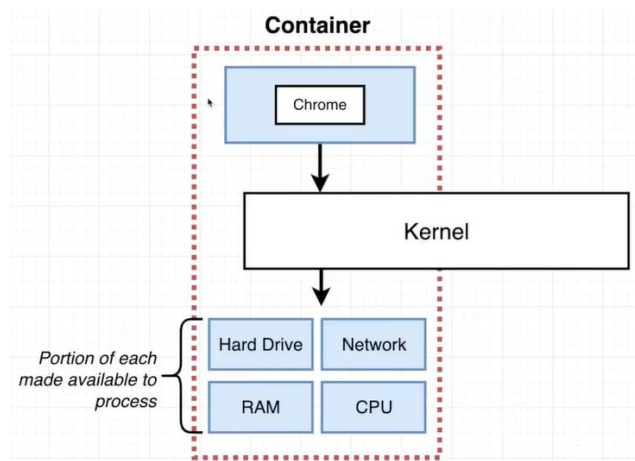 Container
Chrome
Kernel
Hard Drive
Network
Portion of each
made available to
process
RAM
CPU